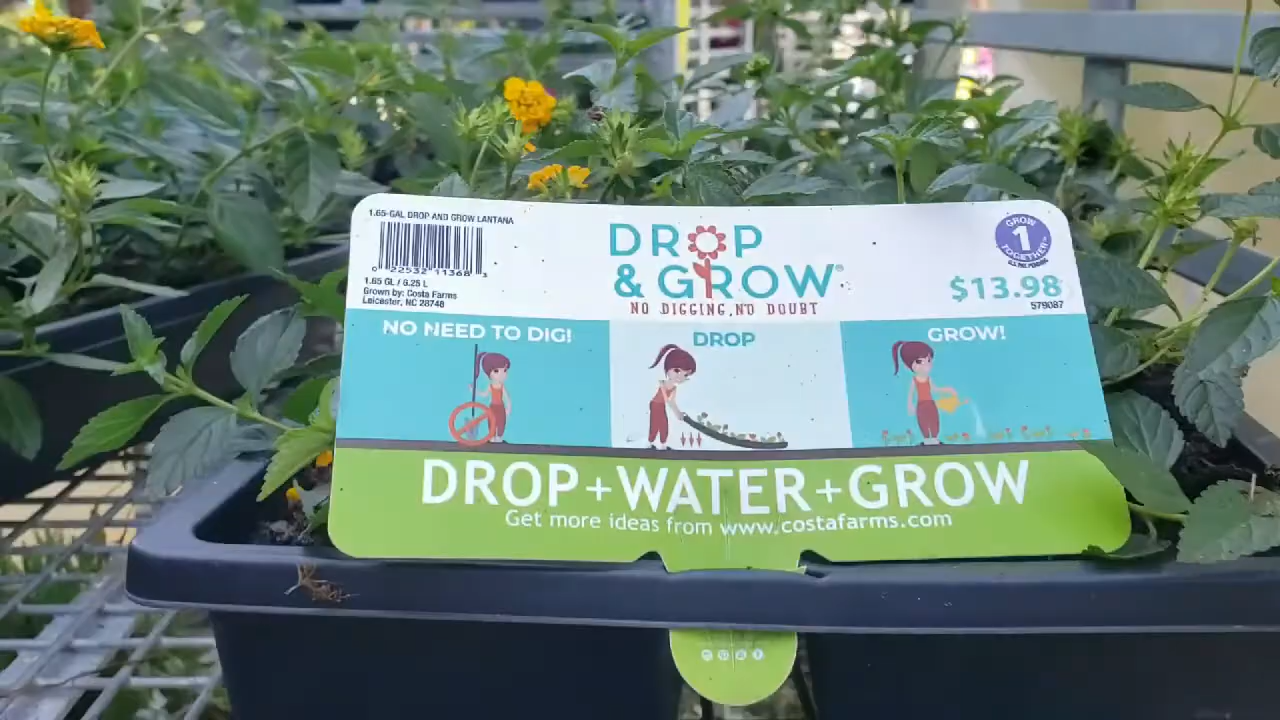 1.65-GAL DROP AND GROW LANTANA
0 22532 11368 3
1.65 GL / 6.25 L
Grown by: Costa Farms
Leicester, NC 28748
DROP
& GROW®
NO DIGGING, NO DOUBT
GROW
1
TOGETHER
$13.98
579087
NO NEED TO DIG!
DROP
GROW!
DROP+WATER+GROW
Get more ideas from www.costafarms.com